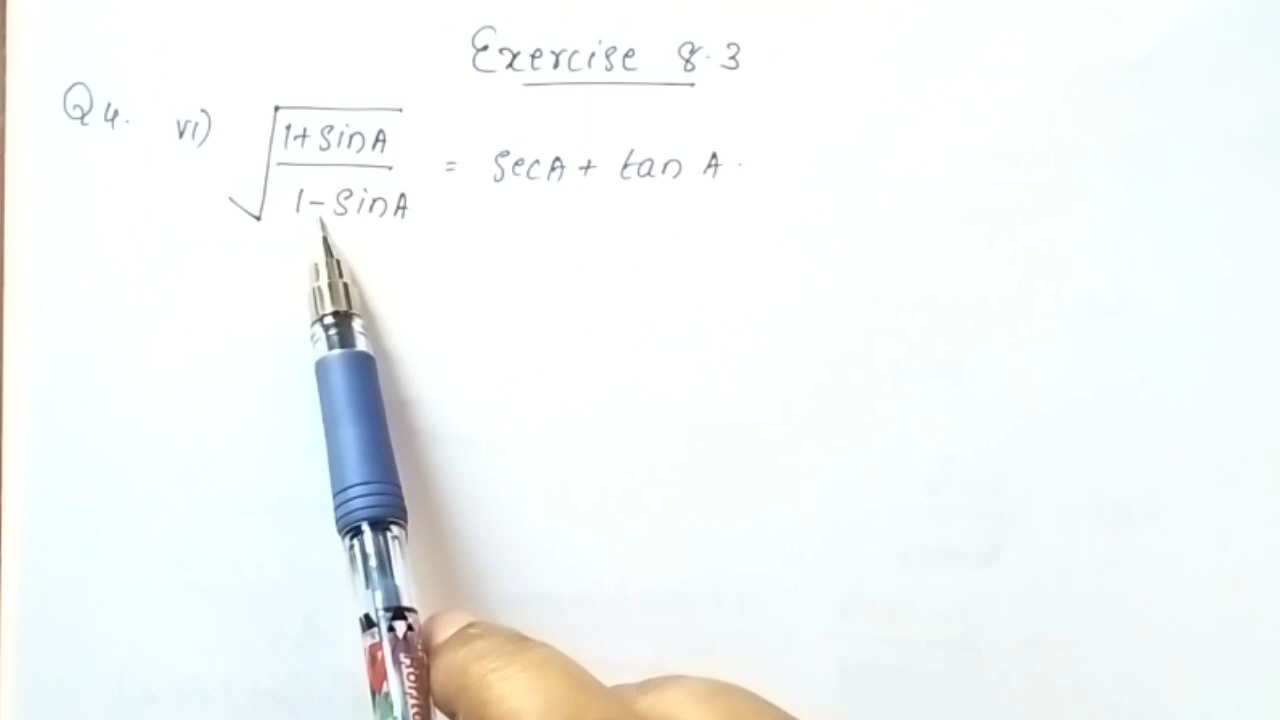 Exercise 8.3
Q4. vi) √(1+sinA / 1-sinA) = secA + tan A.